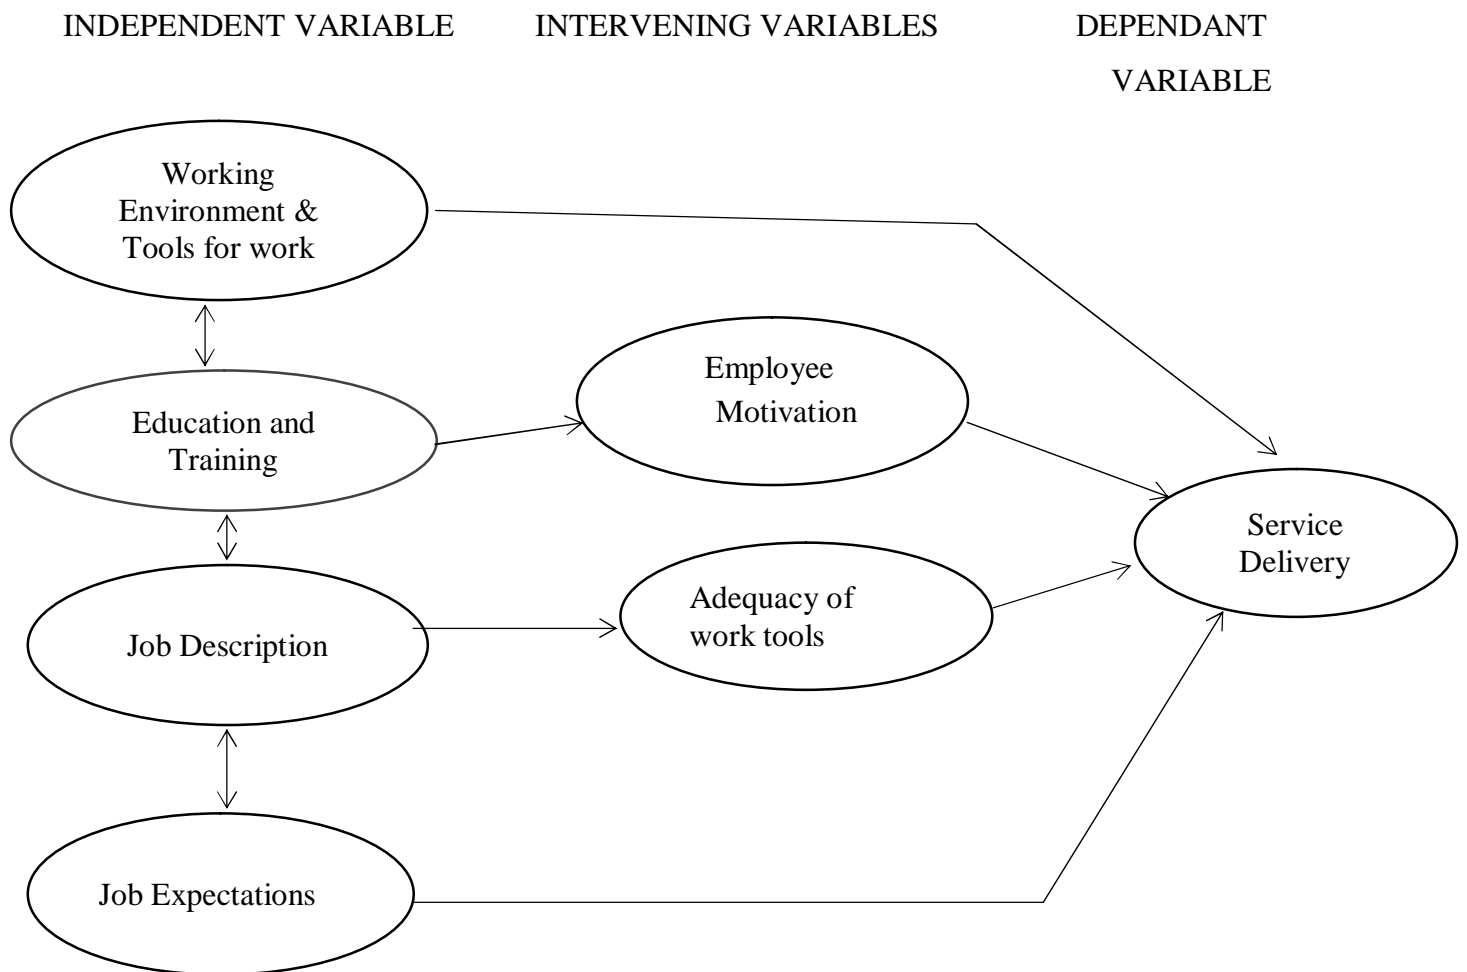 INDEPENDENT VARIABLE
INTERVENING VARIABLES
DEPENDANT
VARIABLE
Working
Environment &
Tools for work
Employee
Motivation
Education and
Training
Service
Delivery
Adequacy of
work tools
Job Description
Job Expectations